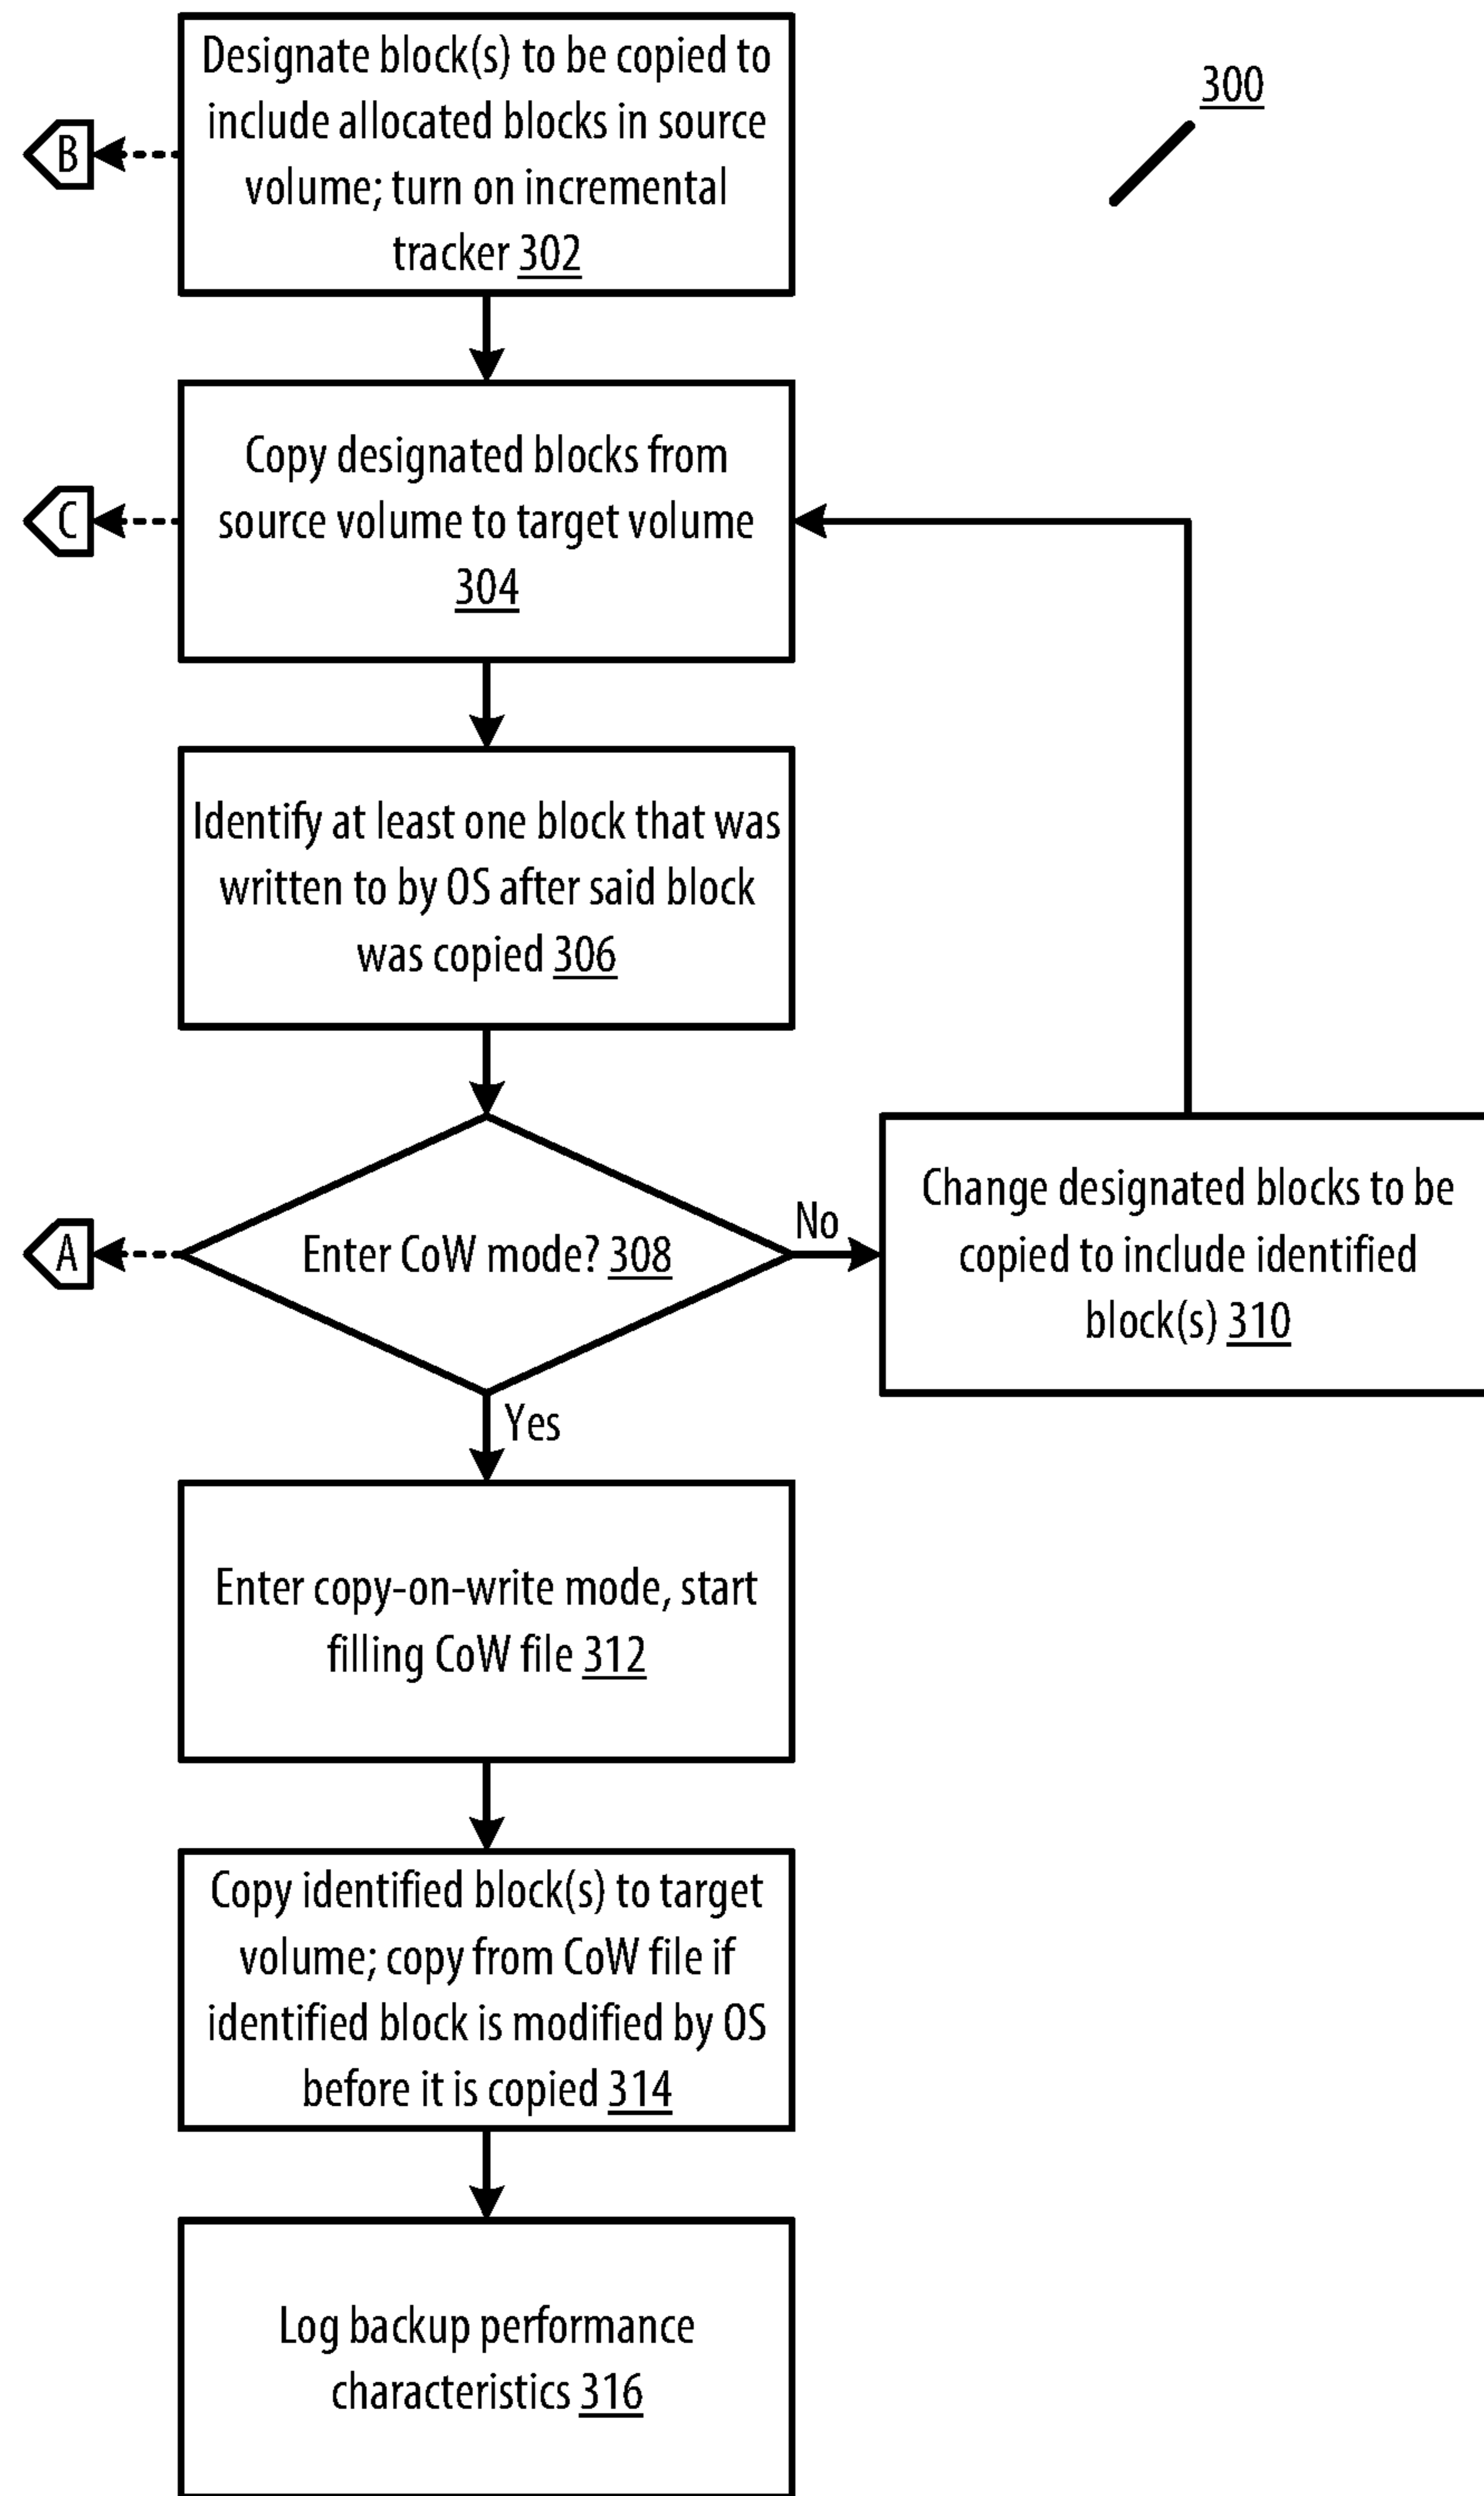 Designate block(s) to be copied to
include allocated blocks in source
volume; turn on incremental
tracker 302
300
B
Copy designated blocks from
source volume to target volume
304
C
Identify at least one block that was
written to by OS after said block
was copied 306
Enter CoW mode? 308
A
No
Change designated blocks to be
copied to include identified
block(s) 310
Yes
Enter copy-on-write mode, start
filling CoW file 312
Copy identified block(s) to target
volume; copy from CoW file if
identified block is modified by OS
before it is copied 314
Log backup performance
characteristics 316